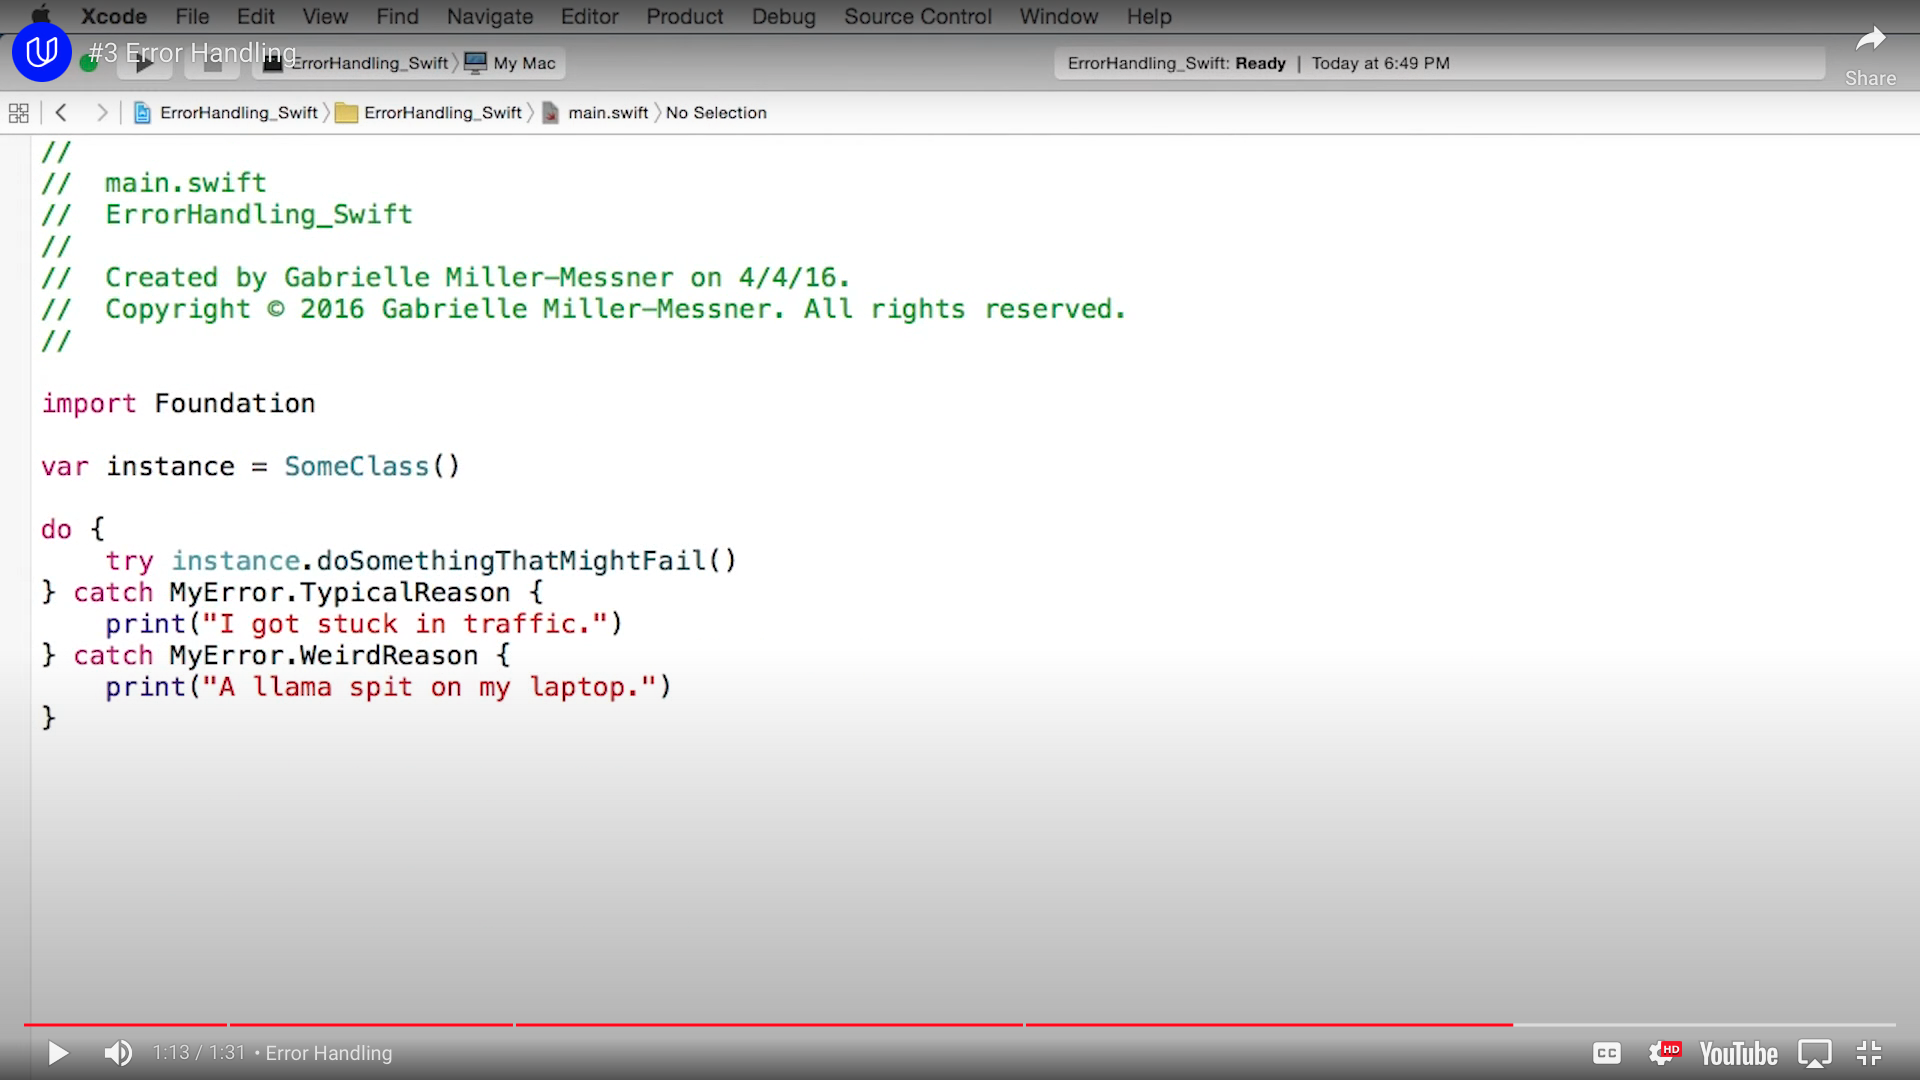 Xcode File Edit View Find Navigate Editor Product Debug Source Control Window Help
#3 Error Handling
ErrorHandling_Swift My Mac
ErrorHandling_Swift: Ready | Today at 6:49 PM
Share
ErrorHandling_Swift ErrorHandling_Swift main.swift No Selection
//
// main.swift
// ErrorHandling_Swift
//
// Created by Gabrielle Miller-Messner on 4/4/16.
// Copyright © 2016 Gabrielle Miller-Messner. All rights reserved.
//
import Foundation
var instance = SomeClass()
do {
try instance.doSomethingThatMightFail()
} catch MyError.TypicalReason {
print("I got stuck in traffic.")
} catch MyError.WeirdReason {
print("A llama spit on my laptop.")
}
1:13 / 1:31 • Error Handling
CC HD YouTube